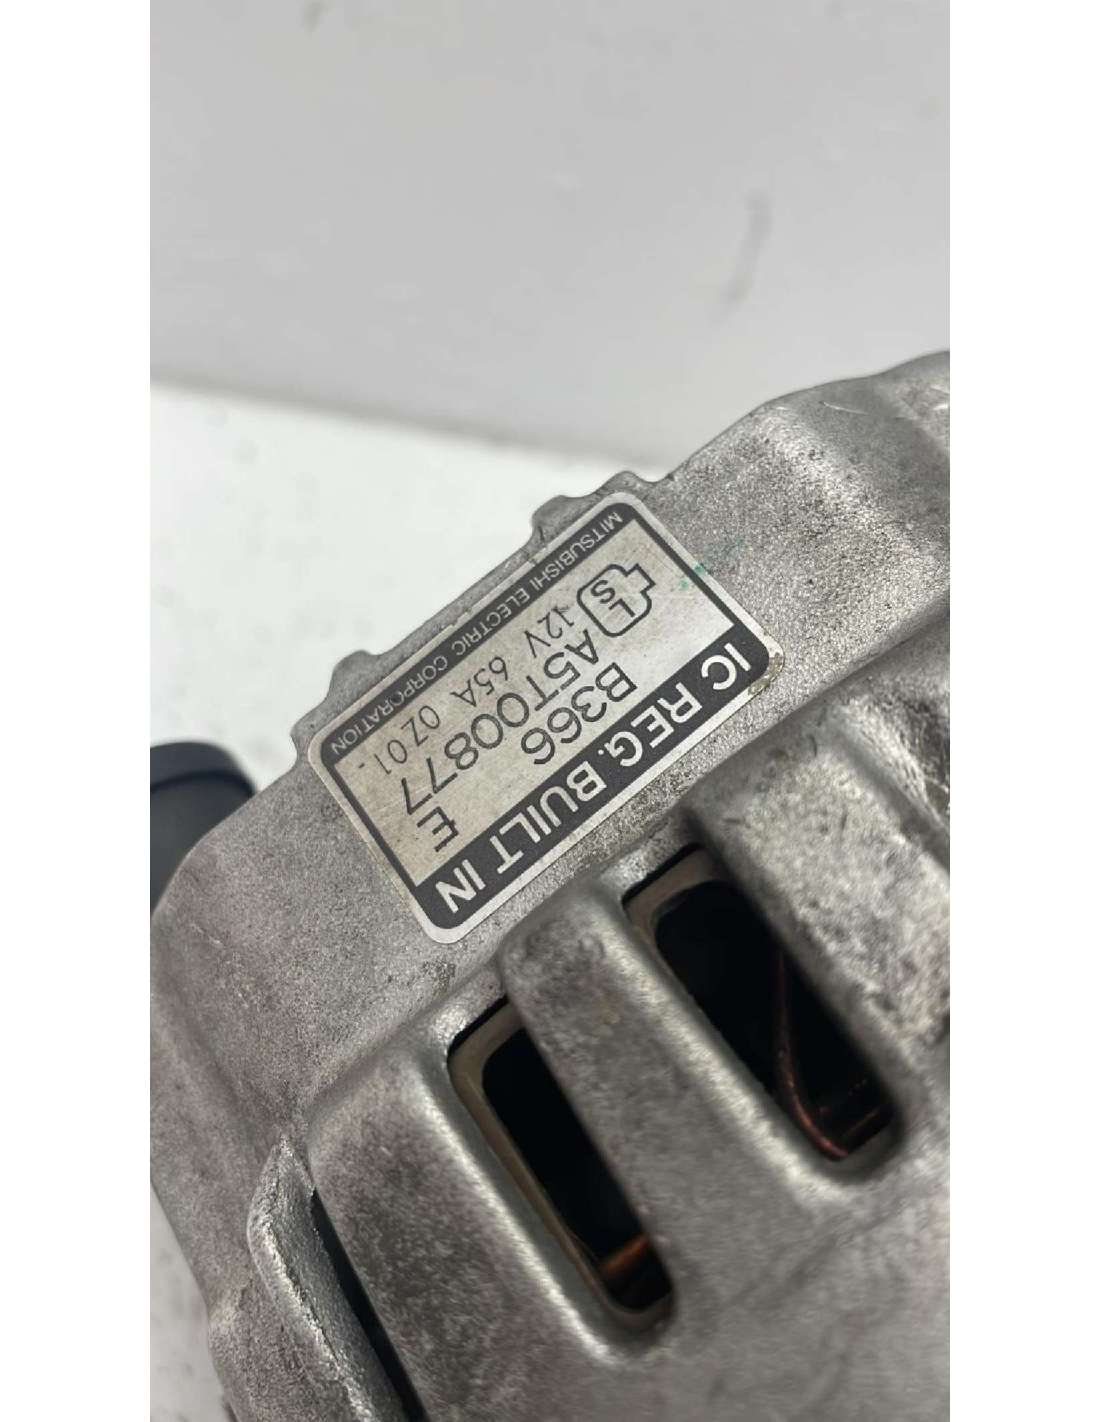 IC REG. BUILT IN
B366 E
A5T00877
L S 12V 65A 0Z01-
MITSUBISHI ELECTRIC CORPORATION